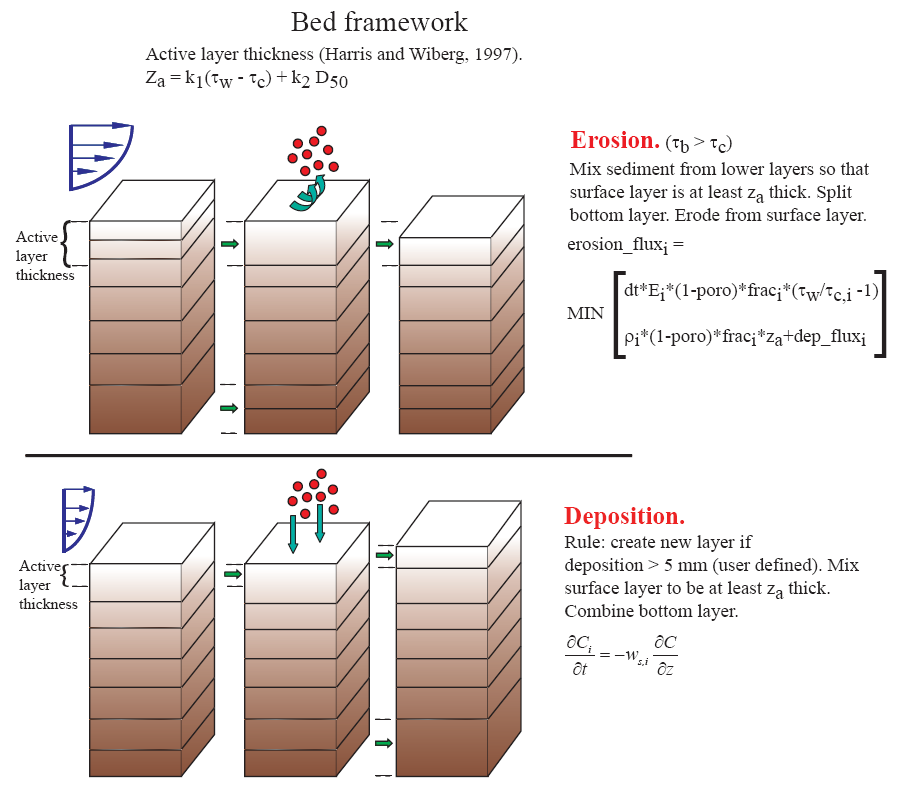 Bed framework
Active layer thickness (Harris and Wiberg, 1997).
Za = k1(τw - τc) + k2 D50
Erosion. (τb > τc)
Mix sediment from lower layers so that
surface layer is at least za thick. Split
bottom layer. Erode from surface layer.
erosion_fluxi =
MIN
dt*Ei*(1-poro)*fraci*(τw/τc,i -1)
ρi*(1-poro)*fraci*za+dep_fluxi
Active
layer
thickness
Deposition.
Rule: create new layer if
deposition > 5 mm (user defined). Mix
surface layer to be at least za thick.
Combine bottom layer.
∂Ci/∂t = -ws,i ∂C/∂z
Active
layer
thickness